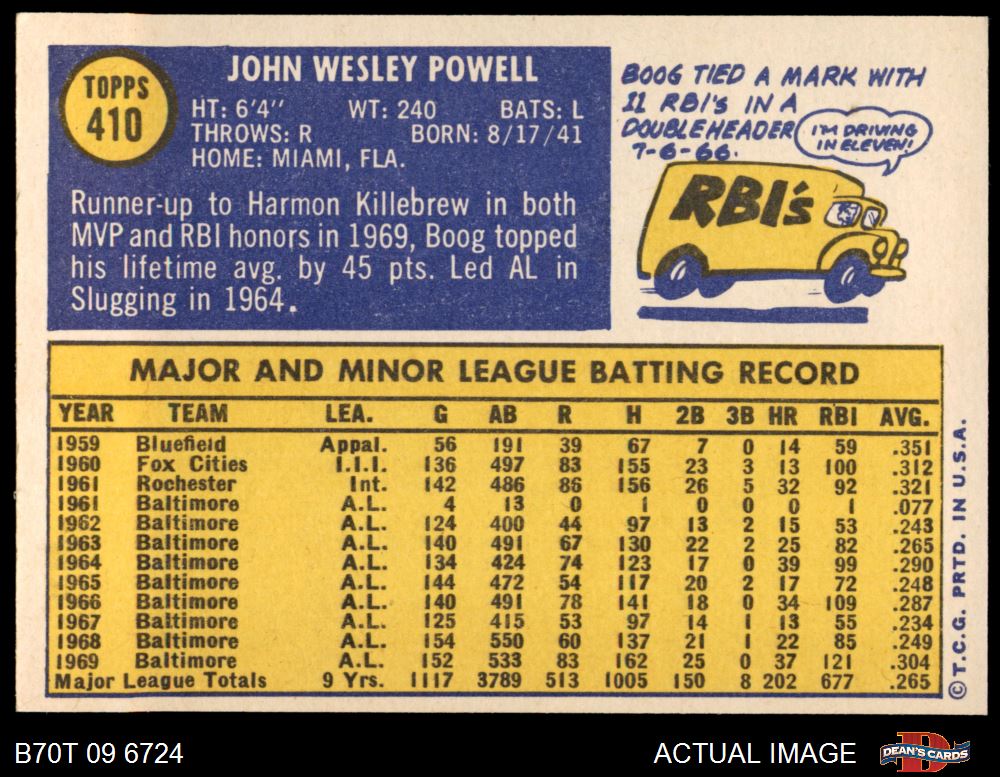 TOPPS
410
JOHN WESLEY POWELL
HT: 6'4" WT: 240 BATS: L
THROWS: R BORN: 8/17/41
HOME: MIAMI, FLA.
Runner-up to Harmon Killebrew in both
MVP and RBI honors in 1969, Boog topped
his lifetime avg. by 45 pts. Led AL in
Slugging in 1964.
BOOG TIED A MARK WITH
11 RBI's IN A
DOUBLEHEADER
7-6-66.
I'M DRIVING
IN ELEVEN!
RBI's
MAJOR AND MINOR LEAGUE BATTING RECORD
YEAR TEAM LEA. G AB R H 2B 3B HR RBI AVG.
1959 Bluefield Appal. 56 191 39 67 7 0 14 59 .351
1960 Fox Cities I.I.I. 136 497 83 155 23 3 13 100 .312
1961 Rochester Int. 142 486 86 156 26 5 32 92 .321
1961 Baltimore A.L. 4 13 0 1 0 0 0 1 .077
1962 Baltimore A.L. 124 400 44 97 13 2 15 53 .243
1963 Baltimore A.L. 140 491 67 130 22 2 25 82 .265
1964 Baltimore A.L. 134 424 74 123 17 0 39 99 .290
1965 Baltimore A.L. 144 472 54 117 20 2 17 72 .248
1966 Baltimore A.L. 140 491 78 141 18 0 34 109 .287
1967 Baltimore A.L. 125 415 53 97 14 1 13 55 .234
1968 Baltimore A.L. 154 550 60 137 21 1 22 85 .249
1969 Baltimore A.L. 152 533 83 162 25 0 37 121 .304
Major League Totals 9 Yrs. 1117 3789 513 1005 150 8 202 677 .265
© T.C.G. PRTD. IN U.S.A.
B70T 09 6724
ACTUAL IMAGE
DEAN'S CARDS